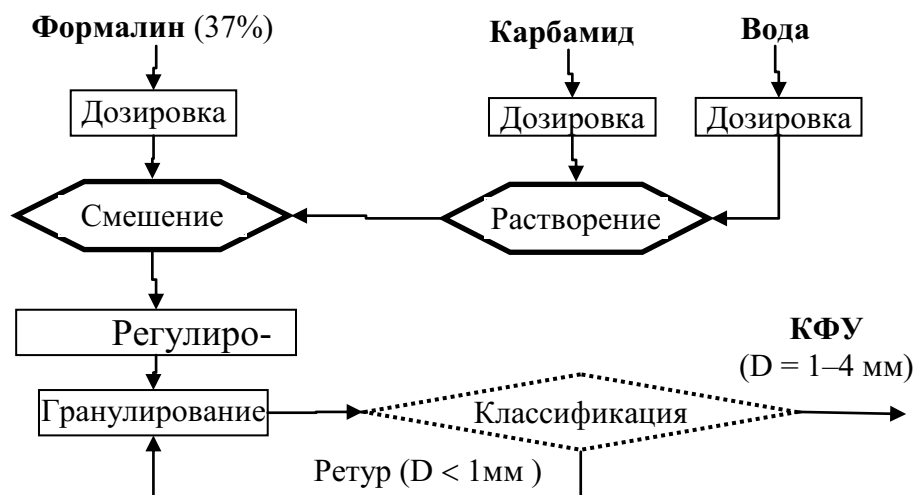 Формалин (37%)
Карбамид
Вода
Дозировка
Дозировка
Дозировка
Смешение
Растворение
Регулиро-
КФУ
(D = 1–4 мм)
Гранулирование
Классификация
Ретур (D < 1мм )